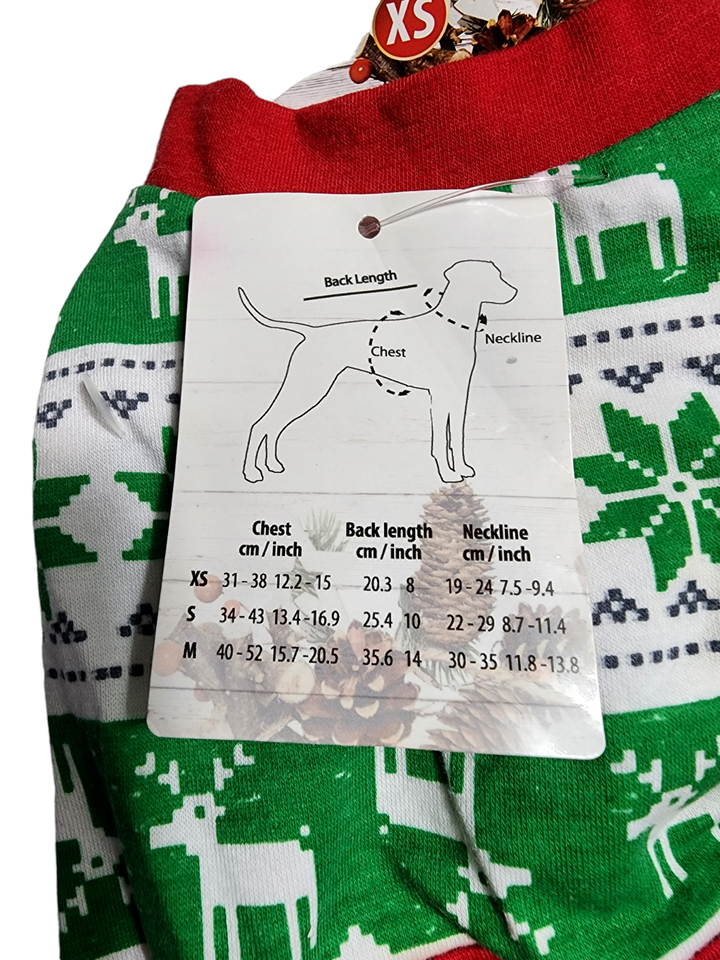 XS
Back Length
Chest
Neckline
Chest Back length Neckline
cm / inch cm / inch cm / inch
XS 31 - 38 12.2 - 15 20.3 8 19 - 24 7.5 -9.4
S 34 - 43 13.4 -16.9 25.4 10 22 - 29 8.7 -11.4
M 40 - 52 15.7 -20.5 35.6 14 30 - 35 11.8 -13.8